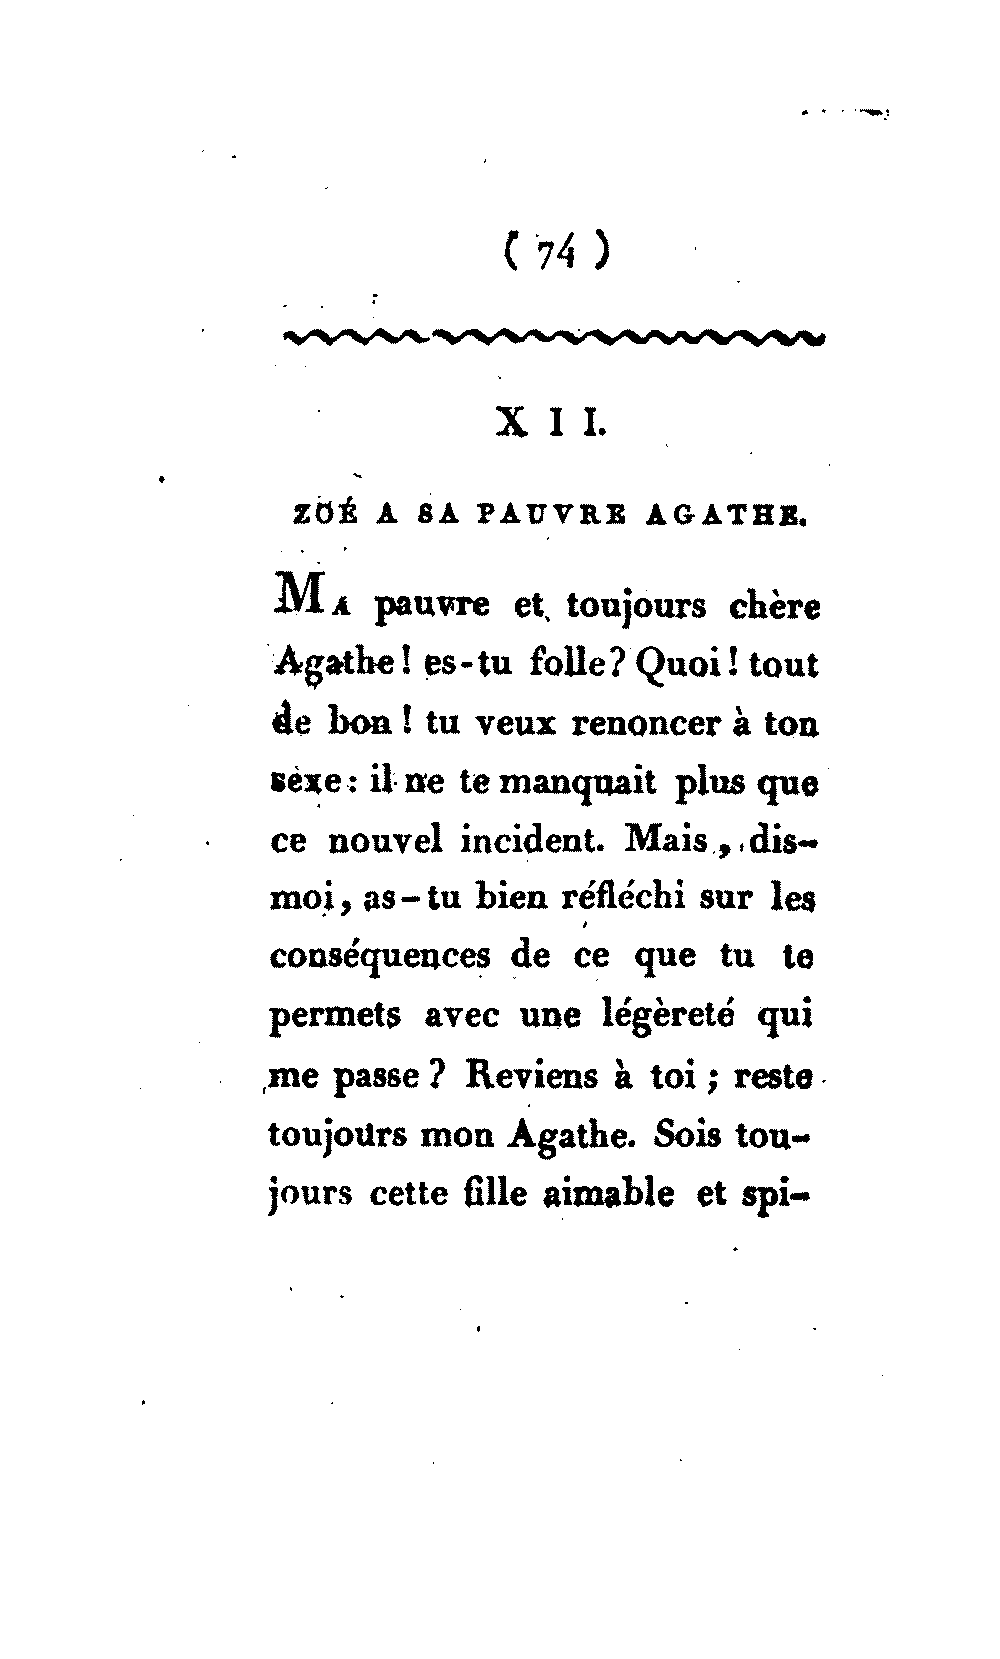 ( 74 )
X I I.
ZOÉ A SA PAUVRE AGATHE.
MA pauvre et toujours chère
Agathe ! es-tu folle ? Quoi ! tout
de bon ! tu veux renoncer à ton
sèxe : il ne te manquait plus que
ce nouvel incident. Mais, dis-
moi, as-tu bien réfléchi sur les
conséquences de ce que tu te
permets avec une légèreté qui
me passe ? Reviens à toi ; reste
toujours mon Agathe. Sois tou-
jours cette fille aimable et spi-